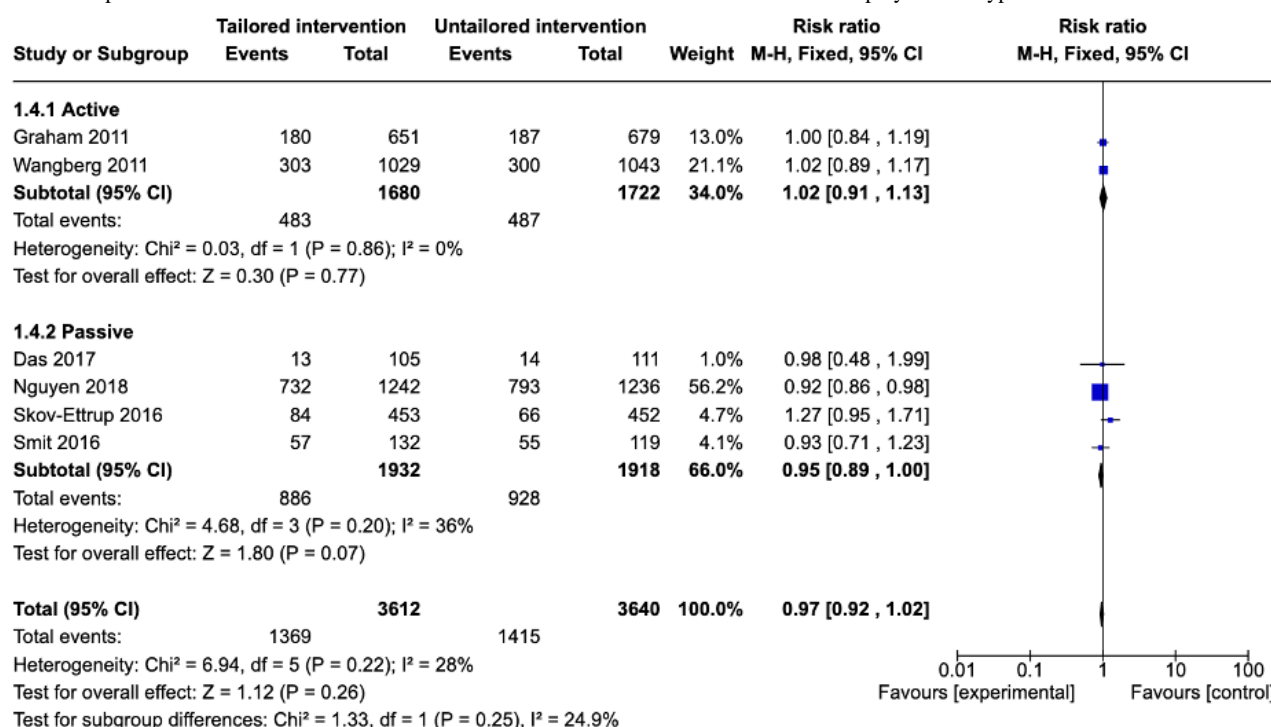 Tailored intervention Untailored intervention Risk ratio Risk ratio
Study or Subgroup Events Total Events Total Weight M-H, Fixed, 95% CI M-H, Fixed, 95% CI
1.4.1 Active
Graham 2011 180 651 187 679 13.0% 1.00 [0.84 , 1.19]
Wangberg 2011 303 1029 300 1043 21.1% 1.02 [0.89 , 1.17]
Subtotal (95% CI) 1680 1722 34.0% 1.02 [0.91 , 1.13]
Total events: 483 487
Heterogeneity: Chi² = 0.03, df = 1 (P = 0.86); I² = 0%
Test for overall effect: Z = 0.30 (P = 0.77)
1.4.2 Passive
Das 2017 13 105 14 111 1.0% 0.98 [0.48 , 1.99]
Nguyen 2018 732 1242 793 1236 56.2% 0.92 [0.86 , 0.98]
Skov-Ettrup 2016 84 453 66 452 4.7% 1.27 [0.95 , 1.71]
Smit 2016 57 132 55 119 4.1% 0.93 [0.71 , 1.23]
Subtotal (95% CI) 1932 1918 66.0% 0.95 [0.89 , 1.00]
Total events: 886 928
Heterogeneity: Chi² = 4.68, df = 3 (P = 0.20); I² = 36%
Test for overall effect: Z = 1.80 (P = 0.07)
Total (95% CI) 3612 3640 100.0% 0.97 [0.92 , 1.02]
Total events: 1369 1415
Heterogeneity: Chi² = 6.94, df = 5 (P = 0.22); I² = 28%
0.01 0.1 1 10 100
Test for overall effect: Z = 1.12 (P = 0.26) Favours [experimental] Favours [control]
Test for subgroup differences: Chi² = 1.33, df = 1 (P = 0.25), I² = 24.9%